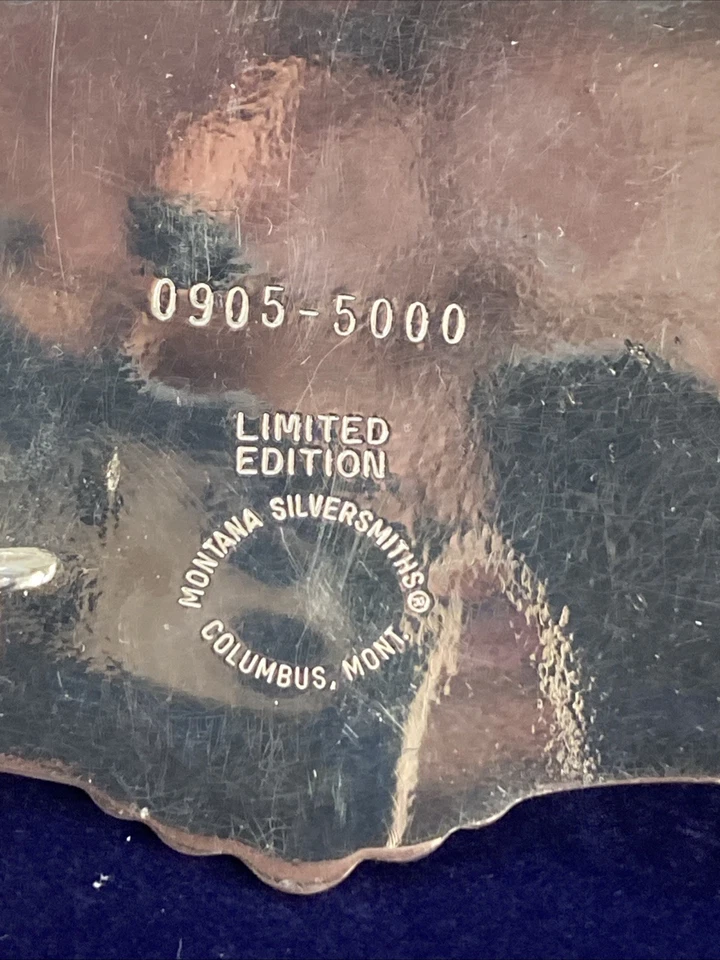 0905-5000
LIMITED
EDITION
MONTANA SILVERSMITHS®
COLUMBUS, MONT.